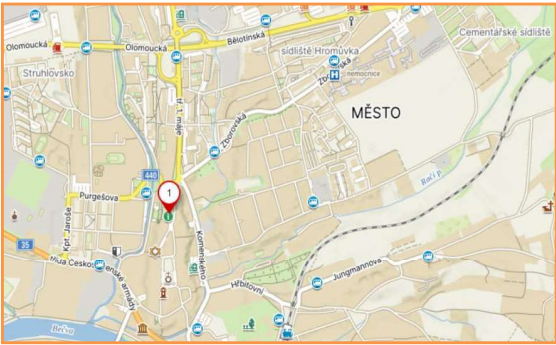 Olomoucká
Olomoucká
Bělotínská
sídliště Hromůvka
Cementářské sídliště
Struhlovsko
Zborovská
H
nemocnice
MĚSTO
tř. 1. máje
Zborovská
440
Račí p.
1
Purgešova
Kpt. Jaroše
Komenského
35
Jungmannova
Hřbitovní
Bečva